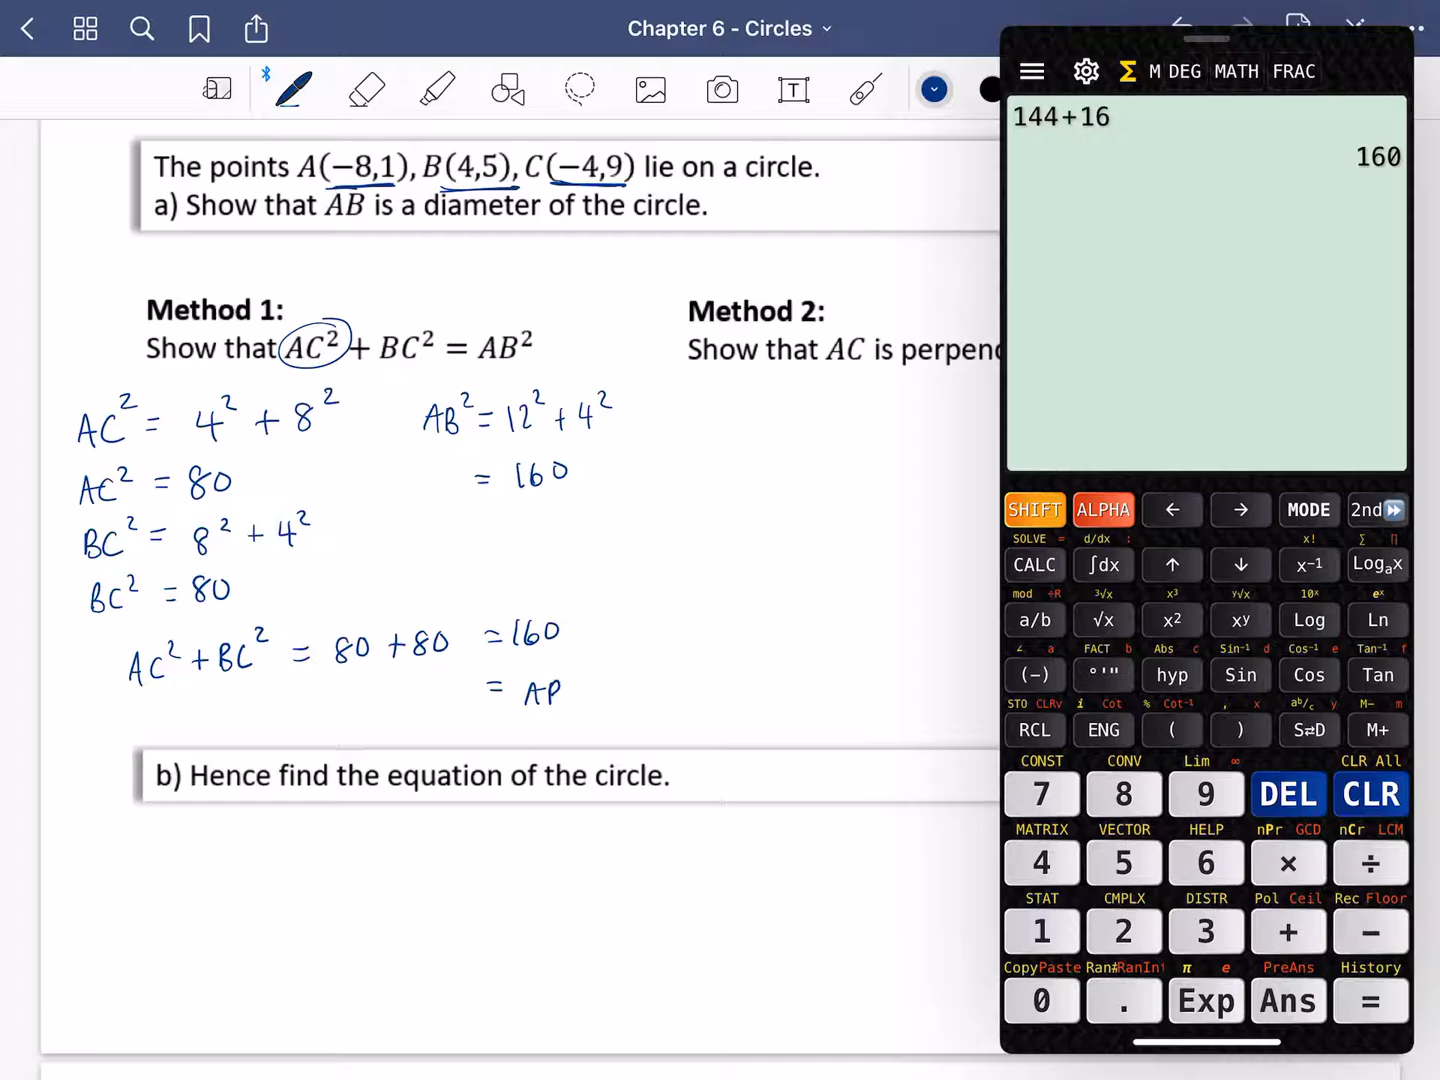 Chapter 6 - Circles
The points A(−8,1), B(4,5), C(−4,9) lie on a circle.
a) Show that AB is a diameter of the circle.
Method 1:
Show that AC² + BC² = AB²
AC² = 4² + 8²
AC² = 80
BC² = 8² + 4²
BC² = 80
AC² + BC² = 80 + 80 = 160
= AP
AB² = 12² + 4²
= 160
Method 2:
Show that AC is perpen
b) Hence find the equation of the circle.
Σ M DEG MATH FRAC
144+16
160
SHIFT ALPHA ← → MODE 2nd
SOLVE = d/dx : x! ∑ ∏
CALC ∫dx ↑ ↓ x⁻¹ Logₐx
mod ÷R ³√x x³ ʸ√x 10ˣ eˣ
a/b √x x² xʸ Log Ln
∠ a FACT b Abs c Sin⁻¹ d Cos⁻¹ e Tan⁻¹ f
(−) °'" hyp Sin Cos Tan
STO CLRv i Cot % Cot⁻¹ , x aᵇ/c y M− m
RCL ENG ( ) S⇄D M+
CONST CONV Lim ∞ CLR All
7 8 9 DEL CLR
MATRIX VECTOR HELP nPr GCD nCr LCM
4 5 6 × ÷
STAT CMPLX DISTR Pol Ceil Rec Floor
1 2 3 + −
Copy Paste Ran# RanInt π e PreAns History
0 . Exp Ans =